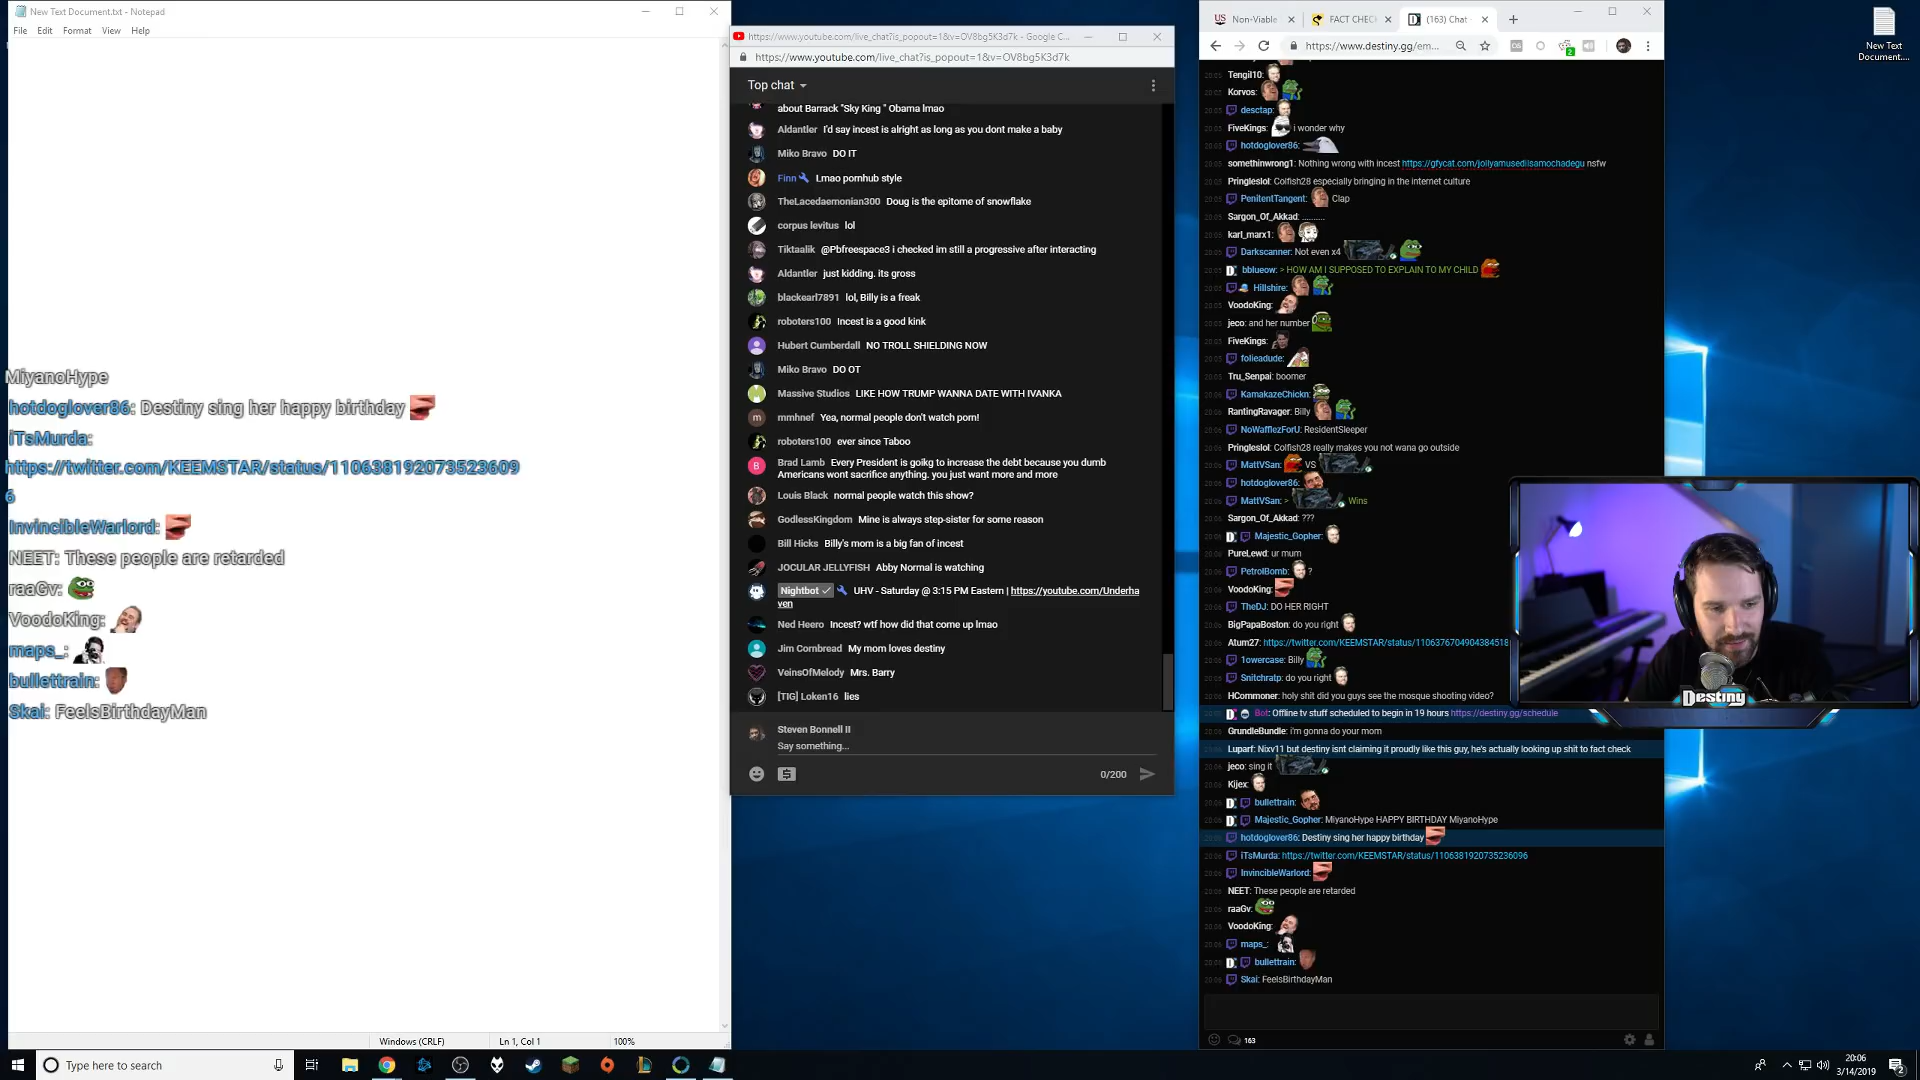 New Text Document.txt - Notepad
File Edit Format View Help
MiyanoHype
hotdoglover86: Destiny sing her happy birthday
iTsMurda:
https://twitter.com/KEEMSTAR/status/110638192073523609
6
InvincibleWarlord:
NEET: These people are retarded
raaGv:
VoodoKing:
maps_:
bullettrain:
Skai: FeelsBirthdayMan
Windows (CRLF) Ln 1, Col 1 100%
https://www.youtube.com/live_chat?is_popout=1&v=OV8bg5K3d7k - Google C...
https://www.youtube.com/live_chat?is_popout=1&v=OV8bg5K3d7k
Top chat
about Barrack "Sky King " Obama lmao
Aldantler I'd say incest is alright as long as you dont make a baby
Miko Bravo DO IT
Finn Lmao pornhub style
TheLacedaemonian300 Doug is the epitome of snowflake
corpus levitus lol
Tiktaalik @Pbfreespace3 i checked im still a progressive after interacting
Aldantler just kidding. its gross
blackearl7891 lol, Billy is a freak
roboters100 Incest is a good kink
Hubert Cumberdall NO TROLL SHIELDING NOW
Miko Bravo DO OT
Massive Studios LIKE HOW TRUMP WANNA DATE WITH IVANKA
mmhnef Yea, normal people don't watch porn!
roboters100 ever since Taboo
Brad Lamb Every President is goikg to increase the debt because you dumb
Americans wont sacrifice anything. you just want more and more
Louis Black normal people watch this show?
GodlessKingdom Mine is always step-sister for some reason
Bill Hicks Billy's mom is a big fan of incest
JOCULAR JELLYFISH Abby Normal is watching
Nightbot UHV - Saturday @ 3:15 PM Eastern | https://youtube.com/Underha
ven
Ned Heero Incest? wtf how did that come up lmao
Jim Cornbread My mom loves destiny
VeinsOfMelody Mrs. Barry
[TIG] Loken16 lies
Steven Bonnell II
Say something...
0/200
Non-Viable FACT CHEC (163) Chat
https://www.destiny.gg/em...
Tengil10:
Korvos:
desctap:
FiveKings: i wonder why
hotdoglover86:
somethinwrong1: Nothing wrong with incest https://gfycat.com/jollyamusedilsamochadegu nsfw
Pringleslol: Colfish28 especially bringing in the internet culture
PenitentTangent: Clap
Sargon_Of_Akkad: ..........
karl_marx1:
Darkscanner: Not even x4
bblueow: > HOW AM I SUPPOSED TO EXPLAIN TO MY CHILD
Hillshire:
VoodoKing:
jeco: and her number
FiveKings:
folieadude:
Tru_Senpai: boomer
KamakazeChickn:
RantingRavager: Billy
NoWafflezForU: ResidentSleeper
Pringleslol: Colfish28 really makes you not wana go outside
MattVSan: VS
hotdoglover86:
MattVSan: > Wins
Sargon_Of_Akkad: ???
Majestic_Gopher:
PureLewd: ur mum
PetrolBomb: ?
VoodoKing:
TheDJ: DO HER RIGHT
BigPapaBoston: do you right
Atum27: https://twitter.com/KEEMSTAR/status/1106376704904384518
1owercase: Billy
Snitchratp: do you right
HCommoner: holy shit did you guys see the mosque shooting video?
Bot: Offline tv stuff scheduled to begin in 19 hours https://destiny.gg/schedule
GrundleBundle: i'm gonna do your mom
Luparf: Nixv11 but destiny isnt claiming it proudly like this guy, he's actually looking up shit to fact check
jeco: sing it
Kijex:
bullettrain:
Majestic_Gopher: MiyanoHype HAPPY BIRTHDAY MiyanoHype
hotdoglover86: Destiny sing her happy birthday
iTsMurda: https://twitter.com/KEEMSTAR/status/1106381920735236096
InvincibleWarlord:
NEET: These people are retarded
raaGv:
VoodoKing:
maps_:
bullettrain:
Skai: FeelsBirthdayMan
163
Destiny
New Text
Document....
Type here to search
20:06
3/14/2019